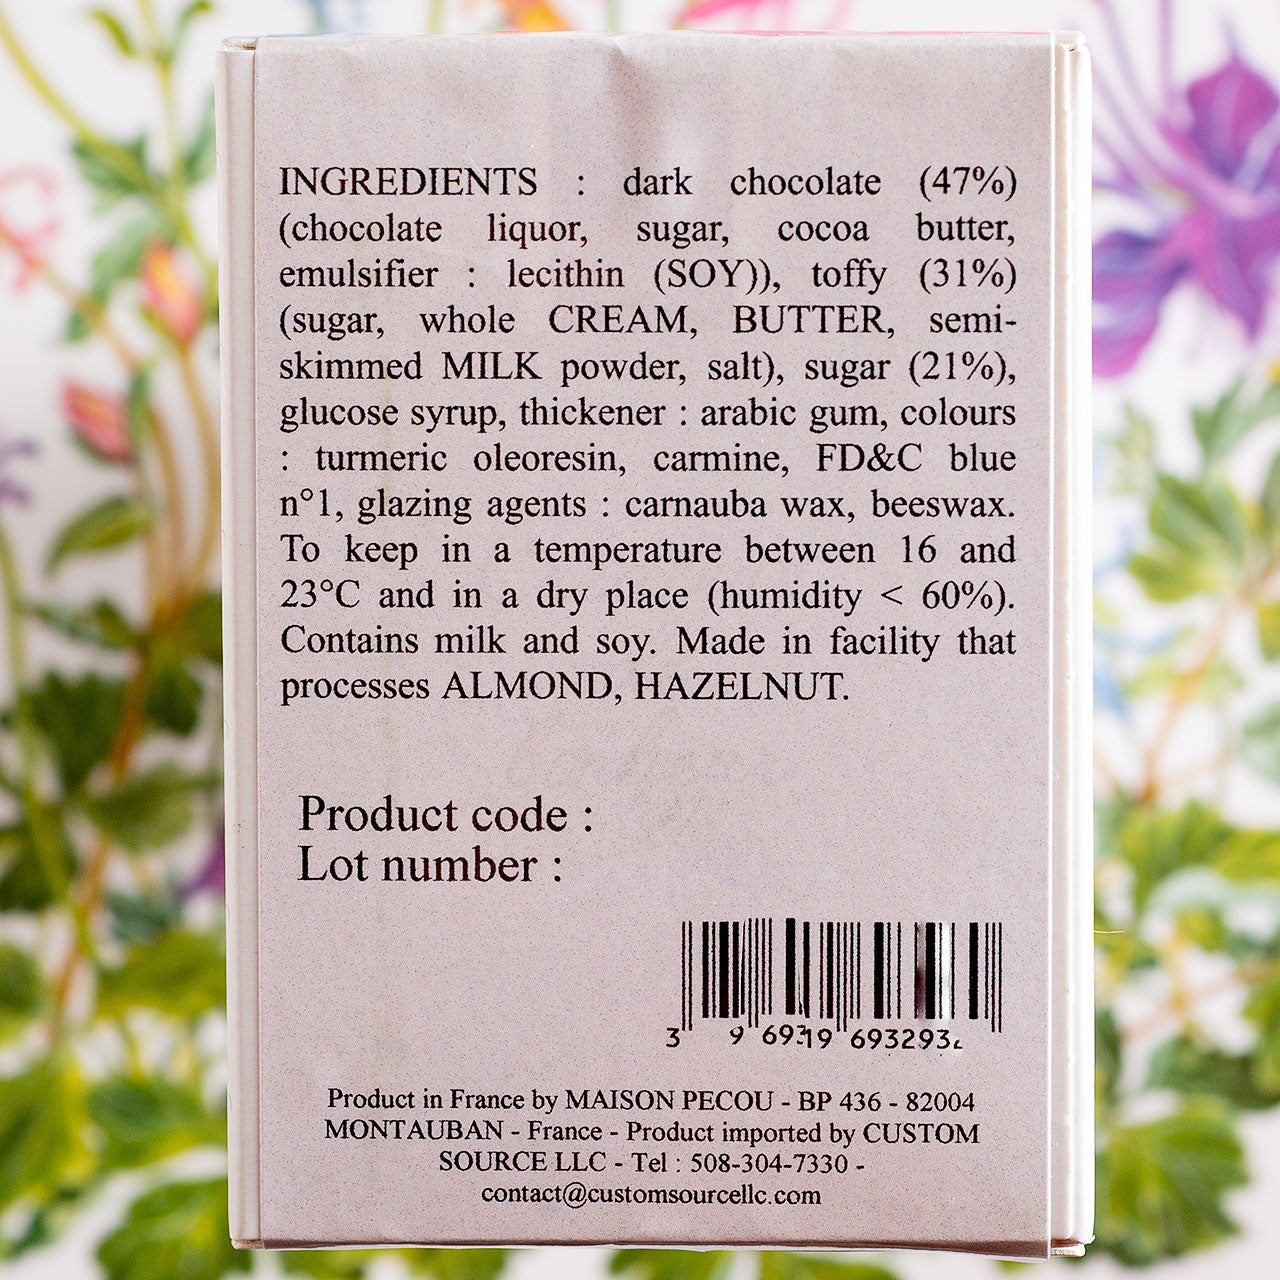 INGREDIENTS : dark chocolate (47%)
(chocolate liquor, sugar, cocoa butter,
emulsifier : lecithin (SOY)), toffy (31%)
(sugar, whole CREAM, BUTTER, semi-
skimmed MILK powder, salt), sugar (21%),
glucose syrup, thickener : arabic gum, colours
: turmeric oleoresin, carmine, FD&C blue
n°1, glazing agents : carnauba wax, beeswax.
To keep in a temperature between 16 and
23°C and in a dry place (humidity < 60%).
Contains milk and soy. Made in facility that
processes ALMOND, HAZELNUT.
Product code :
Lot number :
3
Product in France by MAISON PECOU - BP 436 - 82004
MONTAUBAN - France - Product imported by CUSTOM
SOURCE LLC - Tel : 508-304-7330 -
contact@customsourcellc.com